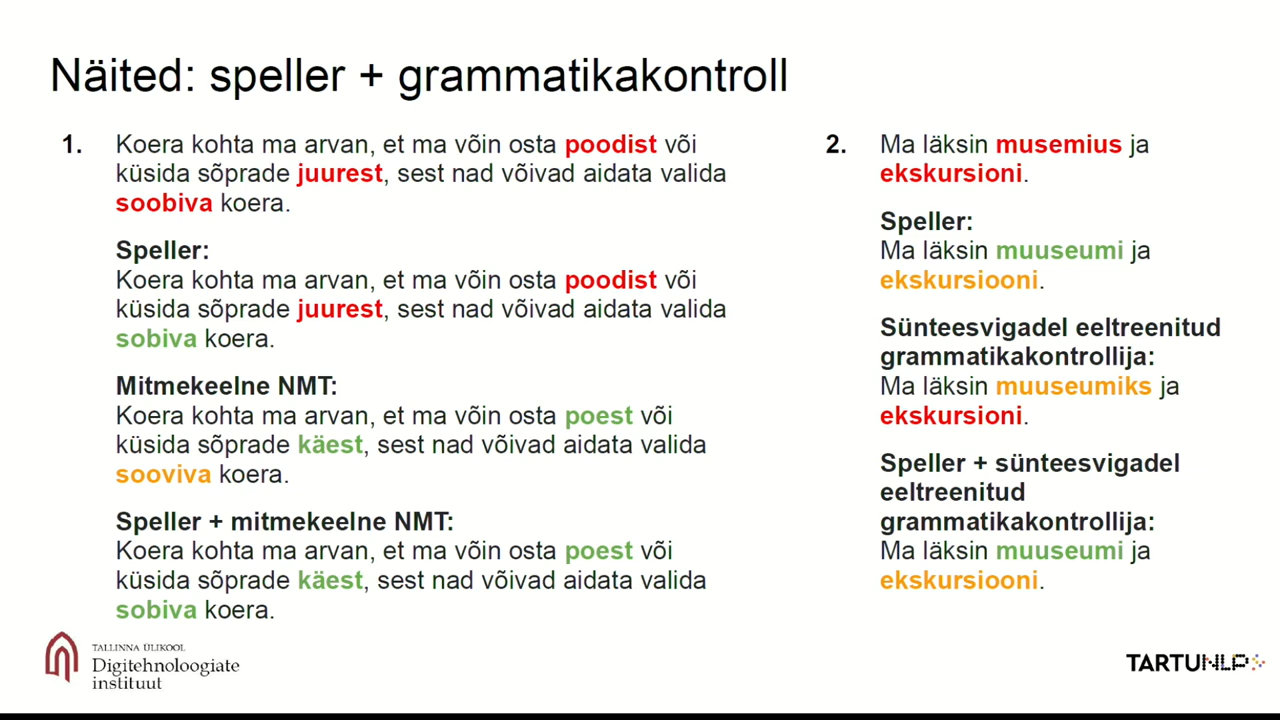 Näited: speller + grammatikakontroll
1. Koera kohta ma arvan, et ma võin osta poodist või
küsida sõprade juurest, sest nad võivad aidata valida
soobiva koera.
Speller:
Koera kohta ma arvan, et ma võin osta poodist või
küsida sõprade juurest, sest nad võivad aidata valida
sobiva koera.
Mitmekeelne NMT:
Koera kohta ma arvan, et ma võin osta poest või
küsida sõprade käest, sest nad võivad aidata valida
sooviva koera.
Speller + mitmekeelne NMT:
Koera kohta ma arvan, et ma võin osta poest või
küsida sõprade käest, sest nad võivad aidata valida
sobiva koera.
2. Ma läksin musemius ja
ekskursioni.
Speller:
Ma läksin muuseumi ja
ekskursiooni.
Sünteesvigadel eeltreenitud
grammatikakontrollija:
Ma läksin muuseumiks ja
ekskursioni.
Speller + sünteesvigadel
eeltreenitud
grammatikakontrollija:
Ma läksin muuseumi ja
ekskursiooni.
TALLINNA ÜLIKOOL
Digitehnoloogiate
instituut
TARTUNLP